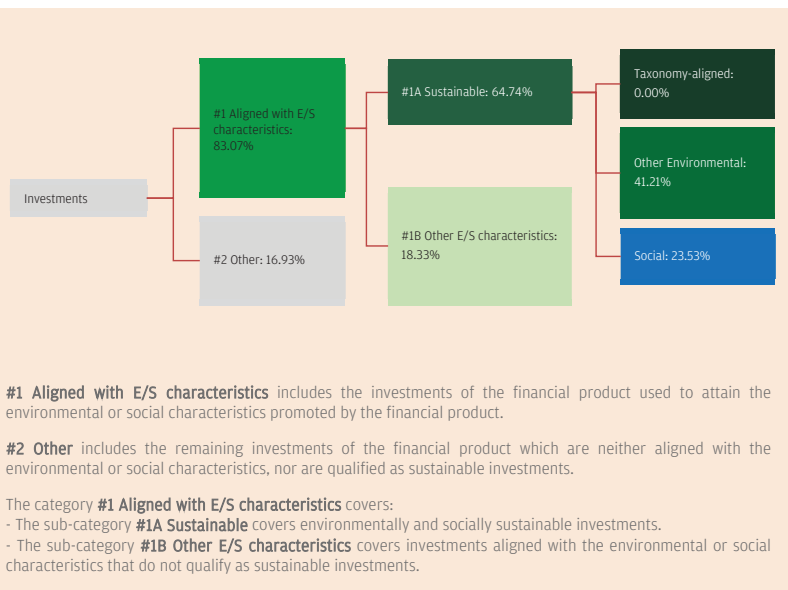 Investments
#1 Aligned with E/S
characteristics:
83.07%
#2 Other: 16.93%
#1A Sustainable: 64.74%
#1B Other E/S characteristics:
18.33%
Taxonomy-aligned:
0.00%
Other Environmental:
41.21%
Social: 23.53%
#1 Aligned with E/S characteristics includes the investments of the financial product used to attain the
environmental or social characteristics promoted by the financial product.
#2 Other includes the remaining investments of the financial product which are neither aligned with the
environmental or social characteristics, nor are qualified as sustainable investments.
The category #1 Aligned with E/S characteristics covers:
- The sub-category #1A Sustainable covers environmentally and socially sustainable investments.
- The sub-category #1B Other E/S characteristics covers investments aligned with the environmental or social
characteristics that do not qualify as sustainable investments.